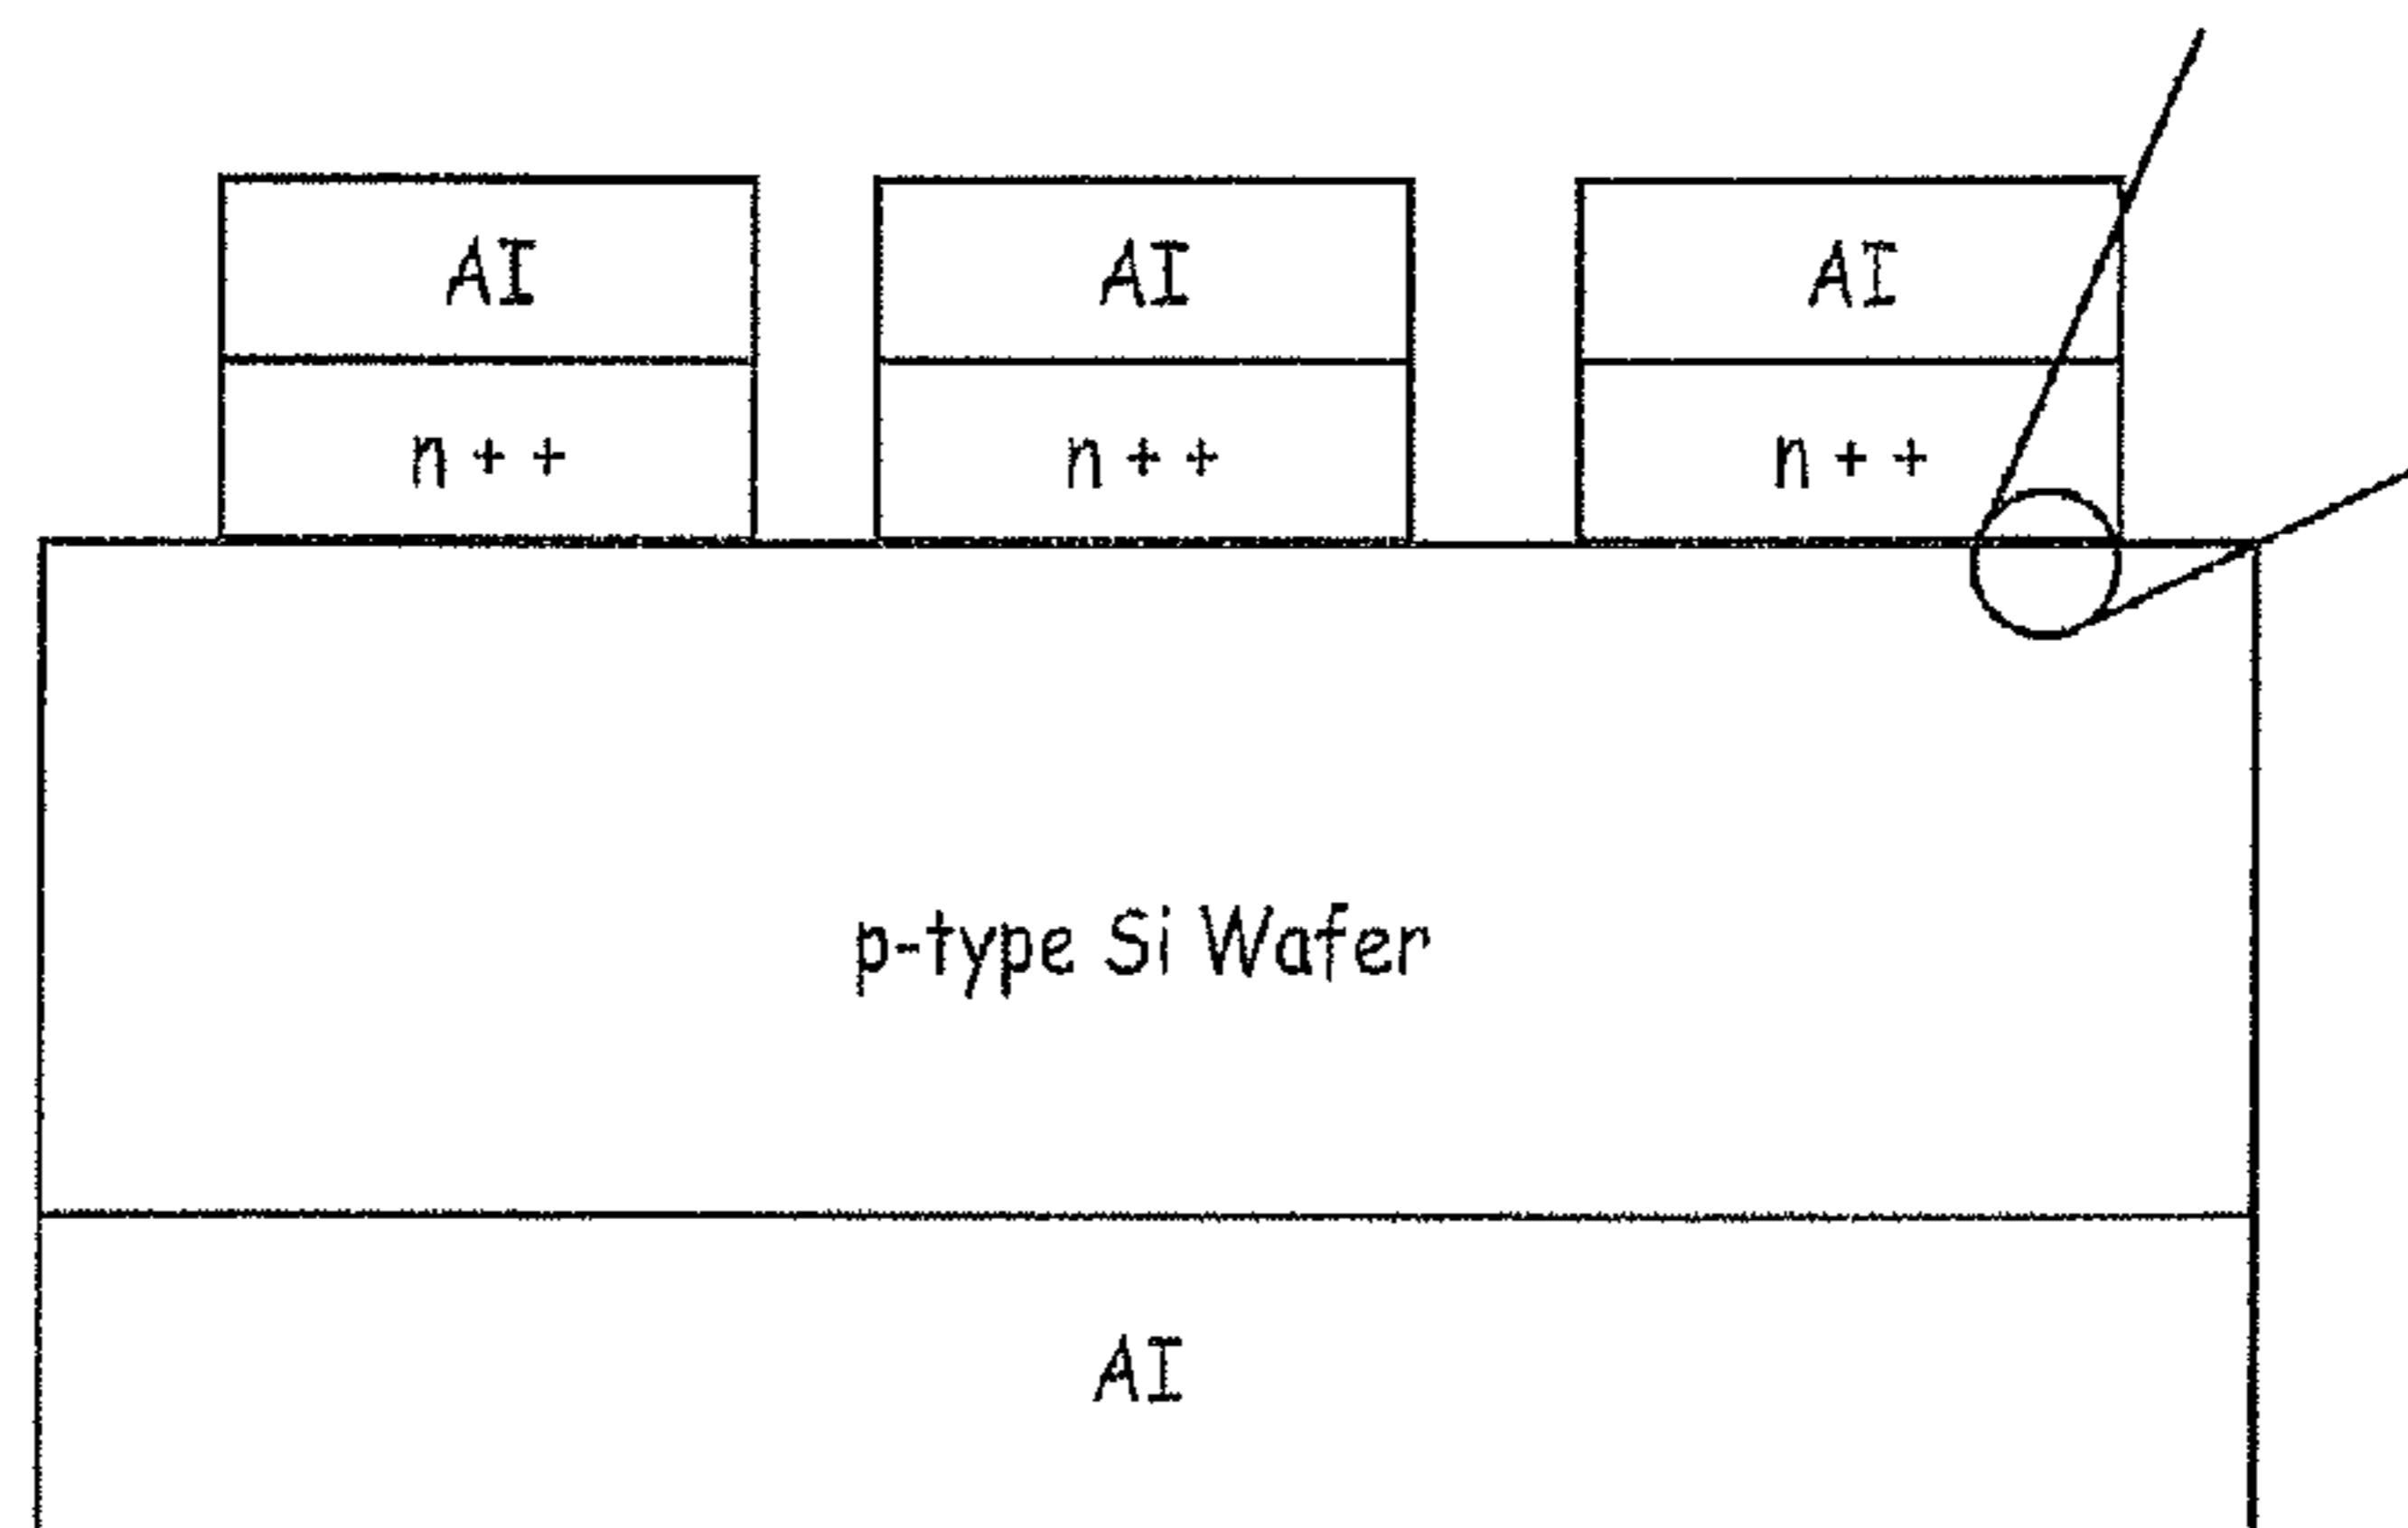 Al Al Al
n + + n + + n + +
p-type Si Wafer
Al